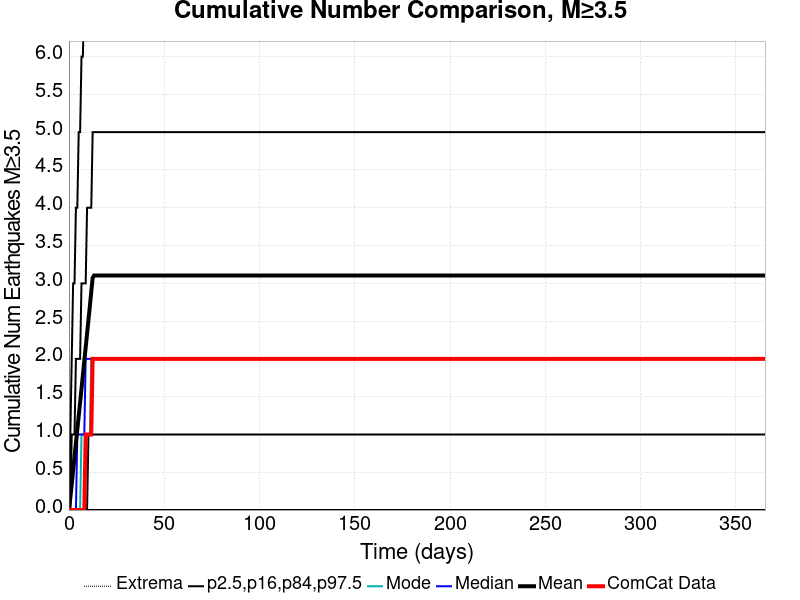 Cumulative Number Comparison, M≥3.5
Cumulative Num Earthquakes M≥3.5
6.0
5.5
5.0
4.5
4.0
3.5
3.0
2.5
2.0
1.5
1.0
0.5
0.0
0 50 100 150 200 250 300 350
Time (days)
Extrema p2.5,p16,p84,p97.5 Mode Median Mean ComCat Data